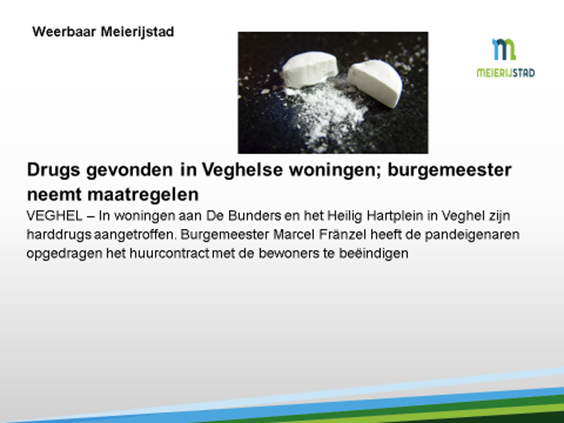 Weerbaar Meierijstad
m
MEIERIJSTAD
Drugs gevonden in Veghelse woningen; burgemeester
neemt maatregelen
VEGHEL – In woningen aan De Bunders en het Heilig Hartplein in Veghel zijn
harddrugs aangetroffen. Burgemeester Marcel Fränzel heeft de pandeigenaren
opgedragen het huurcontract met de bewoners te beëindigen